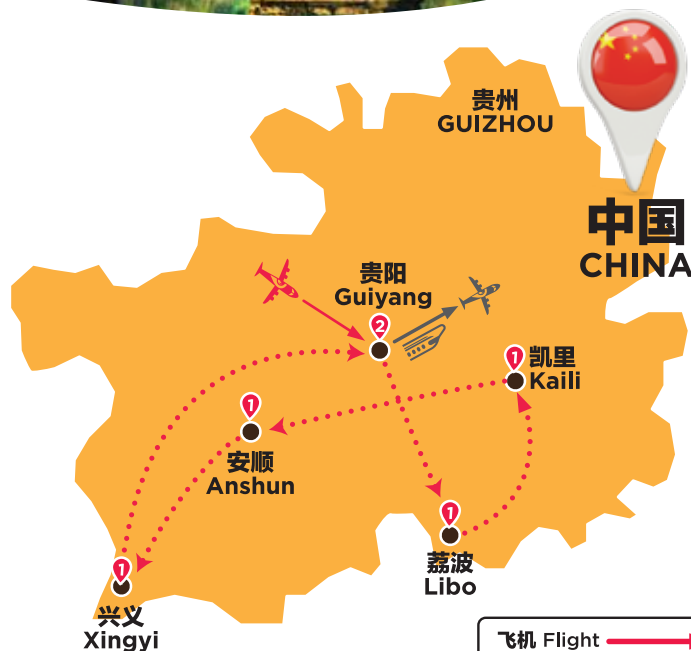 贵州
GUIZHOU
中国
CHINA
贵阳
Guiyang
2
1
凯里
Kaili
1
安顺
Anshun
1
荔波
Libo
1
兴义
Xingyi
飞机 Flight